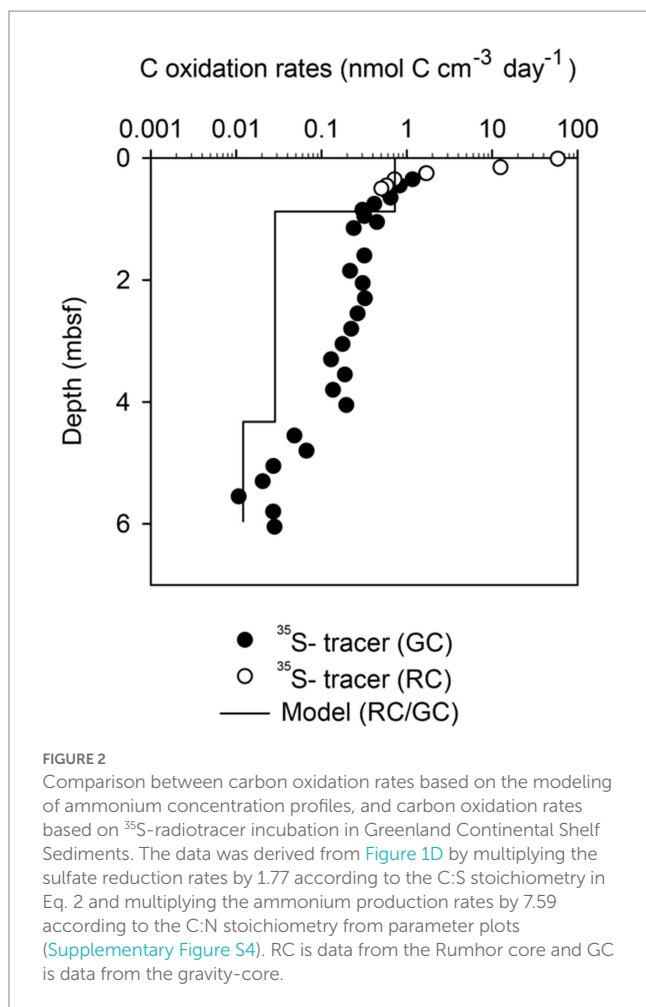 C oxidation rates (nmol C cm⁻³ day⁻¹)
0.001 0.01 0.1 1 10 100
0
2
4
6
Depth (mbsf)
³⁵S- tracer (GC)
³⁵S- tracer (RC)
Model (RC/GC)
FIGURE 2
Comparison between carbon oxidation rates based on the modeling
of ammonium concentration profiles, and carbon oxidation rates
based on ³⁵S-radiotracer incubation in Greenland Continental Shelf
Sediments. The data was derived from Figure 1D by multiplying the
sulfate reduction rates by 1.77 according to the C:S stoichiometry in
Eq. 2 and multiplying the ammonium production rates by 7.59
according to the C:N stoichiometry from parameter plots
(Supplementary Figure S4). RC is data from the Rumhor core and GC
is data from the gravity-core.